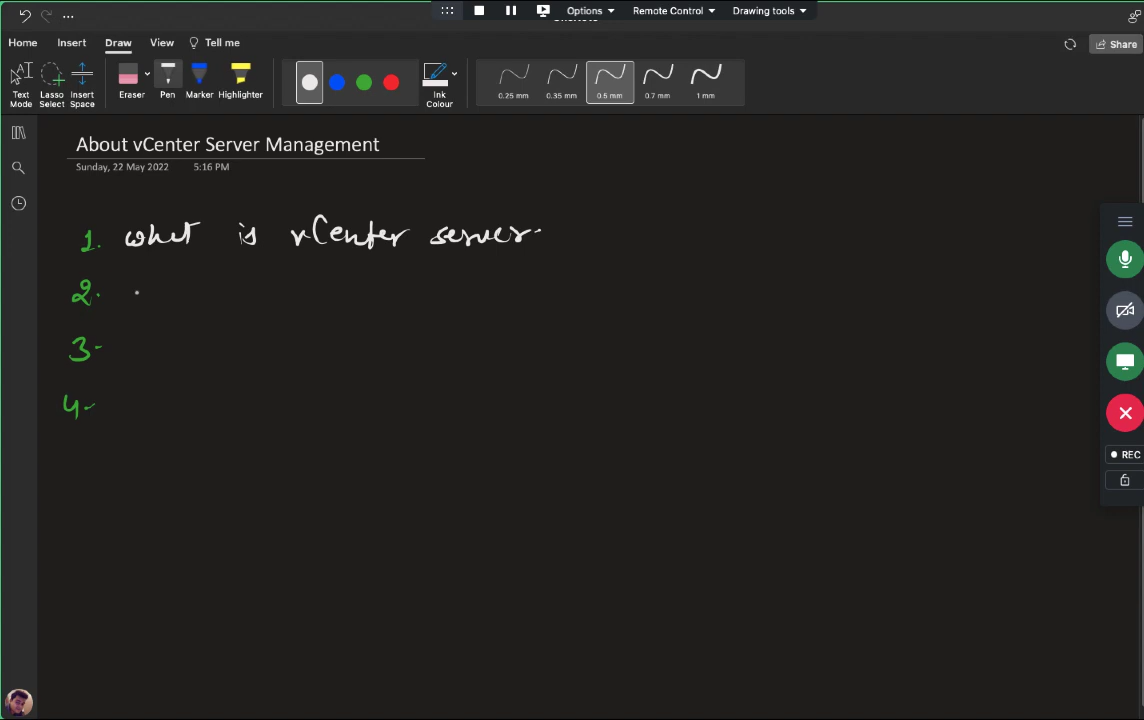 Options Remote Control Drawing tools
Home Insert Draw View Tell me
Share
Text Mode
Lasso Select
Insert Space
Eraser
Pen
Marker
Highlighter
Ink Colour
0.25 mm 0.35 mm 0.5 mm 0.7 mm 1 mm
About vCenter Server Management
Sunday, 22 May 2022 5:16 PM
1. what is vCenter server.
2.
3-
4-
REC